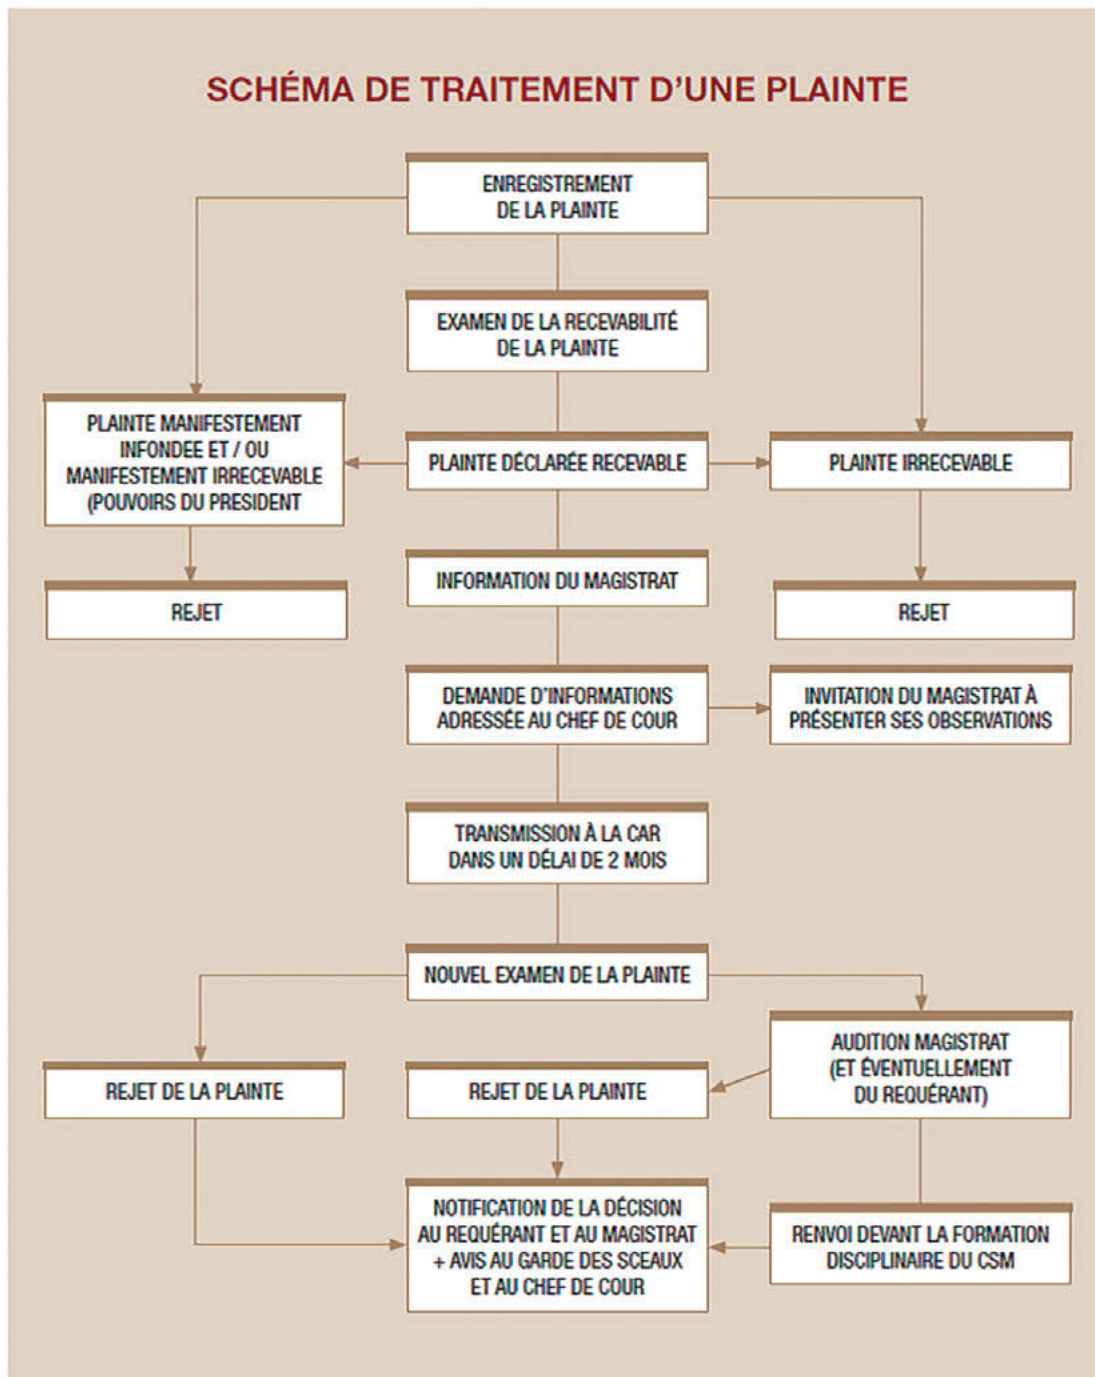 SCHÉMA DE TRAITEMENT D'UNE PLAINTE
ENREGISTREMENT
DE LA PLAINTE
EXAMEN DE LA RECEVABILITÉ
DE LA PLAINTE
PLAINTE MANIFESTEMENT
INFONDEE ET / OU
MANIFESTEMENT IRRECEVABLE
(POUVOIRS DU PRESIDENT
PLAINTE DÉCLARÉE RECEVABLE
PLAINTE IRRECEVABLE
INFORMATION DU MAGISTRAT
REJET
REJET
DEMANDE D'INFORMATIONS
ADRESSÉE AU CHEF DE COUR
INVITATION DU MAGISTRAT À
PRÉSENTER SES OBSERVATIONS
TRANSMISSION À LA CAR
DANS UN DÉLAI DE 2 MOIS
NOUVEL EXAMEN DE LA PLAINTE
REJET DE LA PLAINTE
REJET DE LA PLAINTE
AUDITION MAGISTRAT
(ET ÉVENTUELLEMENT
DU REQUÉRANT)
NOTIFICATION DE LA DÉCISION
AU REQUÉRANT ET AU MAGISTRAT
+ AVIS AU GARDE DES SCEAUX
ET AU CHEF DE COUR
RENVOI DEVANT LA FORMATION
DISCIPLINAIRE DU CSM